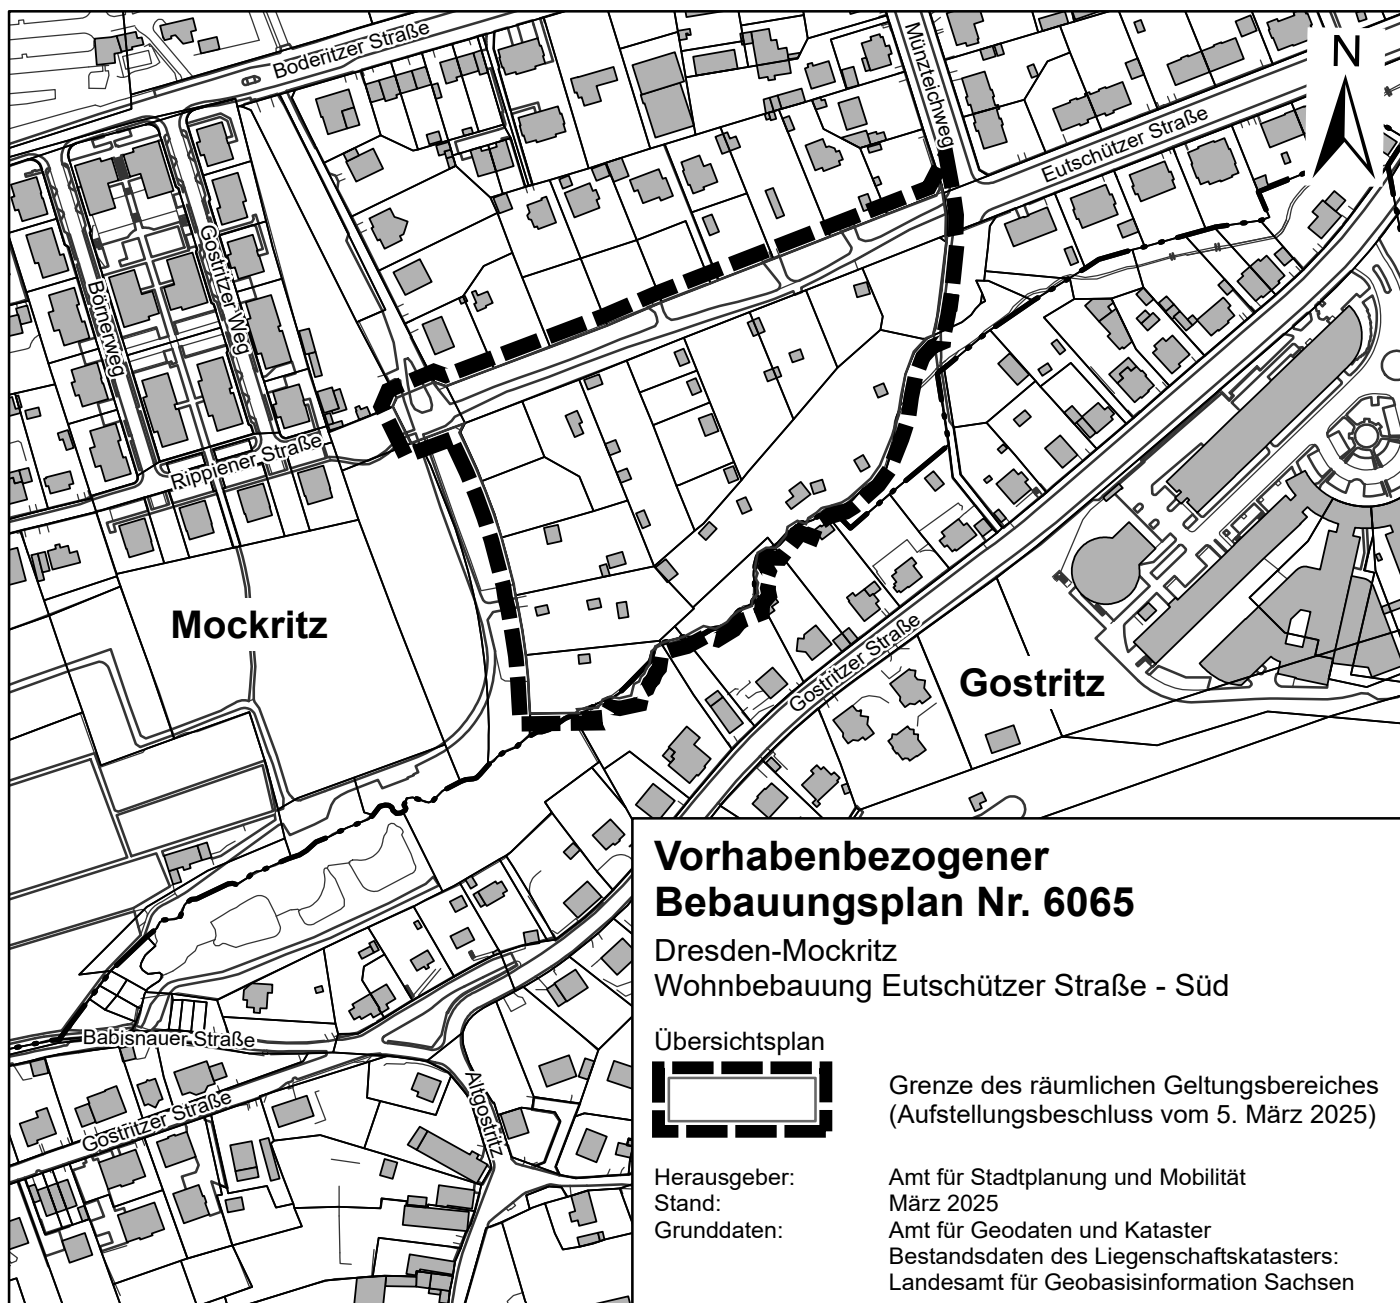 Boderitzer Straße
Münzteichweg
N
Eutschützer Straße
Gostritzer Weg
Börnerweg
Rippiener Straße
Mockritz
Gostritzer Straße
Gostritz
Babisnauer Straße
Gostritzer Straße
Altgostritz
Vorhabenbezogener
Bebauungsplan Nr. 6065
Dresden-Mockritz
Wohnbebauung Eutschützer Straße - Süd
Übersichtsplan
Grenze des räumlichen Geltungsbereiches
(Aufstellungsbeschluss vom 5. März 2025)
Herausgeber: Amt für Stadtplanung und Mobilität
Stand: März 2025
Grunddaten: Amt für Geodaten und Kataster
Bestandsdaten des Liegenschaftskatasters:
Landesamt für Geobasisinformation Sachsen